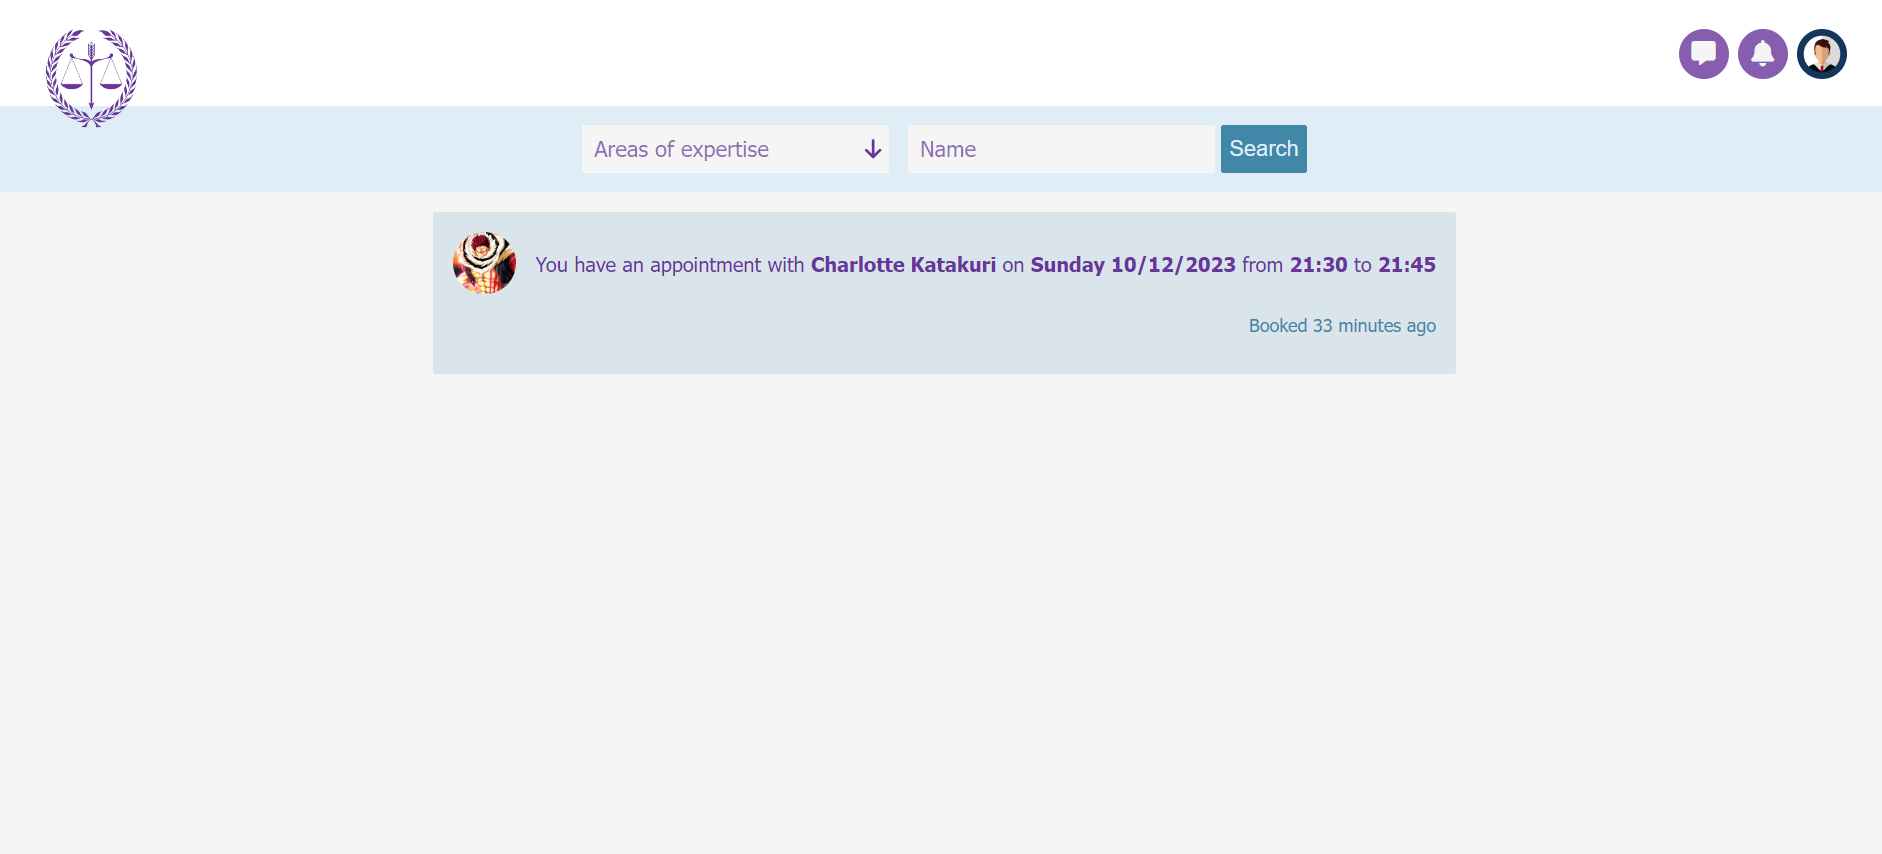 Areas of expertise
Name
Search
You have an appointment with Charlotte Katakuri on Sunday 10/12/2023 from 21:30 to 21:45
Booked 33 minutes ago